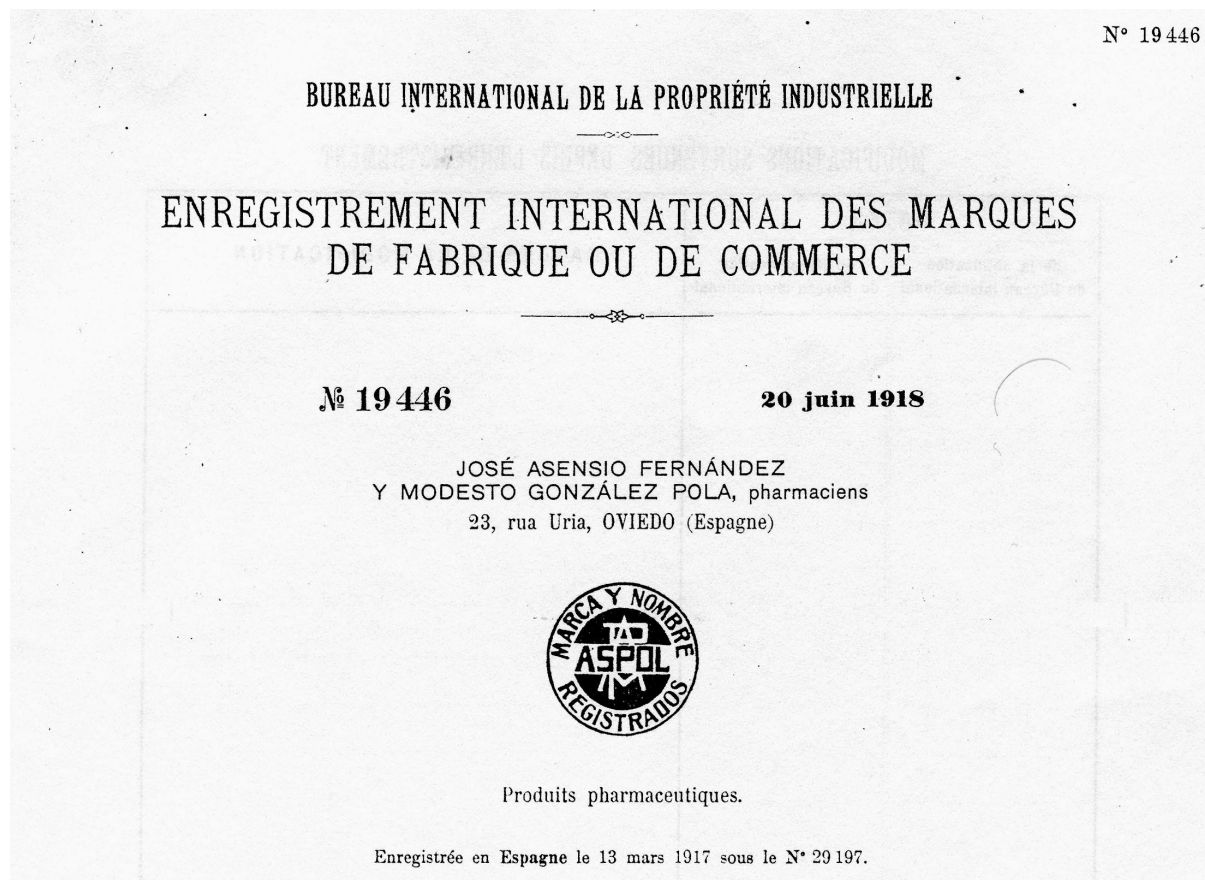 N° 19446
BUREAU INTERNATIONAL DE LA PROPRIÉTÉ INDUSTRIELLE
ENREGISTREMENT INTERNATIONAL DES MARQUES
DE FABRIQUE OU DE COMMERCE
№ 19446
20 juin 1918
JOSÉ ASENSIO FERNÁNDEZ
Y MODESTO GONZÁLEZ POLA, pharmaciens
23, rua Uria, OVIEDO (Espagne)
MARCA Y NOMBRE
ASPOL
REGISTRADOS
Produits pharmaceutiques.
Enregistrée en Espagne le 13 mars 1917 sous le N° 29197.